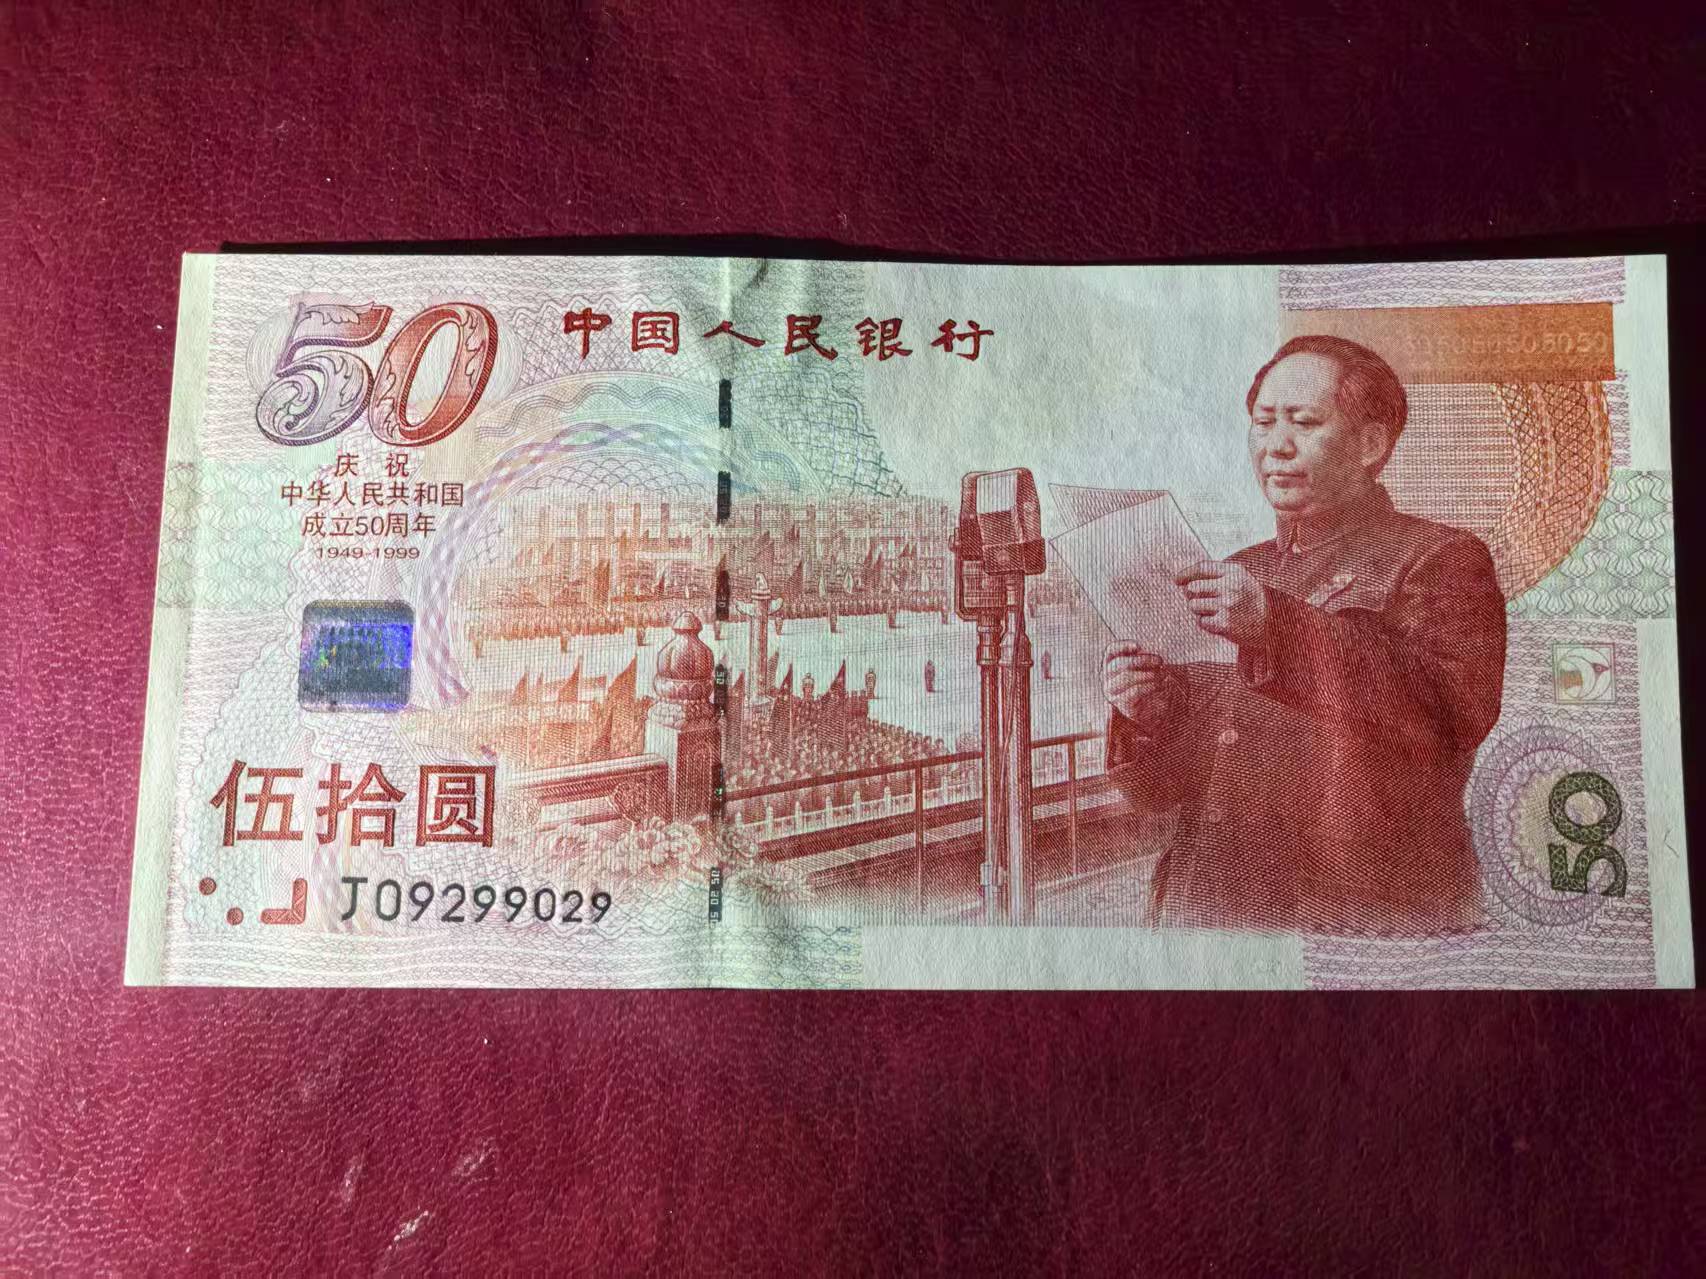 50
中国人民银行
庆 祝
中华人民共和国
成立50周年
1949-1999
伍拾圆
J09299029
50